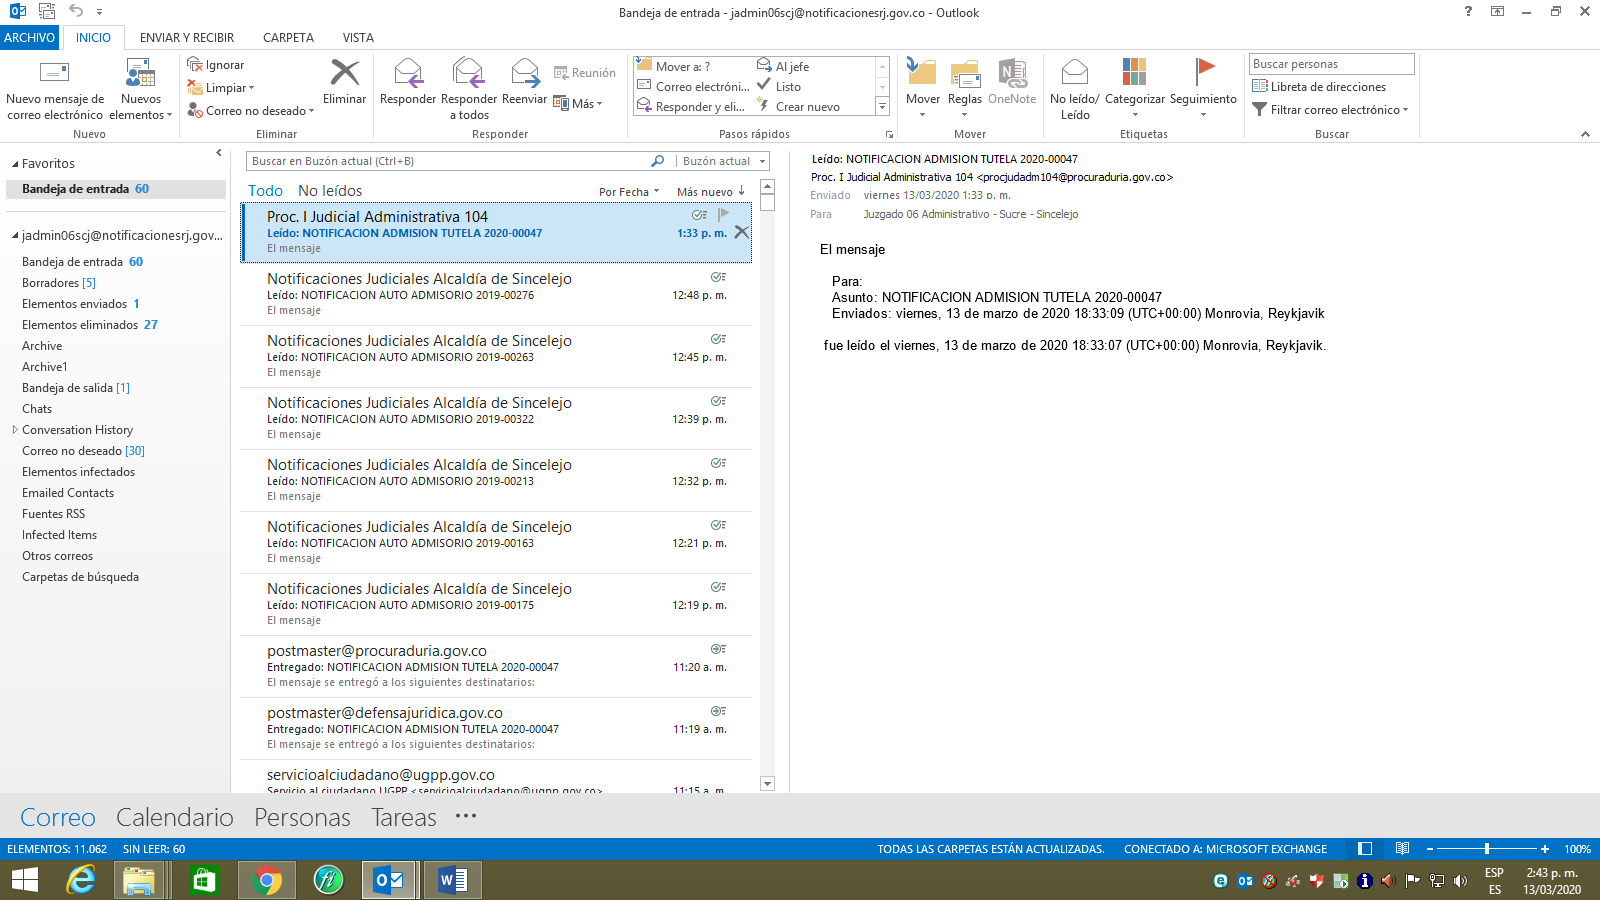 Bandeja de entrada - jadmin06scj@notificacionesrj.gov.co - Outlook
ARCHIVO INICIO ENVIAR Y RECIBIR CARPETA VISTA
Nuevo mensaje de correo electrónico
Nuevos elementos
Nuevo
Ignorar
Limpiar
Correo no deseado
Eliminar
Eliminar
Responder
Responder a todos
Reenviar
Reunión
Más
Responder
Mover a: ?
Correo electróni...
Responder y eli...
Al jefe
Listo
Crear nuevo
Pasos rápidos
Mover
Reglas
OneNote
Mover
No leído/ Leído
Categorizar
Seguimiento
Etiquetas
Buscar personas
Libreta de direcciones
Filtrar correo electrónico
Buscar
Favoritos
Bandeja de entrada 60
jadmin06scj@notificacionesrj.gov...
Bandeja de entrada 60
Borradores [5]
Elementos enviados 1
Elementos eliminados 27
Archive
Archive1
Bandeja de salida [1]
Chats
Conversation History
Correo no deseado [30]
Elementos infectados
Emailed Contacts
Fuentes RSS
Infected Items
Otros correos
Carpetas de búsqueda
Buscar en Buzón actual (Ctrl+B) Buzón actual
Todo No leídos Por Fecha Más nuevo
Proc. I Judicial Administrativa 104
Leído: NOTIFICACION ADMISION TUTELA 2020-00047 1:33 p. m.
El mensaje
Notificaciones Judiciales Alcaldía de Sincelejo
Leído: NOTIFICACION AUTO ADMISORIO 2019-00276 12:48 p. m.
El mensaje
Notificaciones Judiciales Alcaldía de Sincelejo
Leído: NOTIFICACION AUTO ADMISORIO 2019-00263 12:45 p. m.
El mensaje
Notificaciones Judiciales Alcaldía de Sincelejo
Leído: NOTIFICACION AUTO ADMISORIO 2019-00322 12:39 p. m.
El mensaje
Notificaciones Judiciales Alcaldía de Sincelejo
Leído: NOTIFICACION AUTO ADMISORIO 2019-00213 12:32 p. m.
El mensaje
Notificaciones Judiciales Alcaldía de Sincelejo
Leído: NOTIFICACION AUTO ADMISORIO 2019-00163 12:21 p. m.
El mensaje
Notificaciones Judiciales Alcaldía de Sincelejo
Leído: NOTIFICACION AUTO ADMISORIO 2019-00175 12:19 p. m.
El mensaje
postmaster@procuraduria.gov.co
Entregado: NOTIFICACION ADMISION TUTELA 2020-00047 11:20 a. m.
El mensaje se entregó a los siguientes destinatarios:
postmaster@defensajuridica.gov.co
Entregado: NOTIFICACION ADMISION TUTELA 2020-00047 11:19 a. m.
El mensaje se entregó a los siguientes destinatarios:
servicioalciudadano@ugpp.gov.co
Servicio al ciudadano UGPP <servicioalciudadano@ugpp.gov.co> 11:15 a. m.
Leído: NOTIFICACION ADMISION TUTELA 2020-00047
Proc. I Judicial Administrativa 104 <procjudadm104@procuraduria.gov.co>
Enviado viernes 13/03/2020 1:33 p. m.
Para Juzgado 06 Administrativo - Sucre - Sincelejo
El mensaje
Para:
Asunto: NOTIFICACION ADMISION TUTELA 2020-00047
Enviados: viernes, 13 de marzo de 2020 18:33:09 (UTC+00:00) Monrovia, Reykjavik
fue leído el viernes, 13 de marzo de 2020 18:33:07 (UTC+00:00) Monrovia, Reykjavik.
Correo Calendario Personas Tareas ...
ELEMENTOS: 11.062 SIN LEER: 60 TODAS LAS CARPETAS ESTÁN ACTUALIZADAS. CONECTADO A: MICROSOFT EXCHANGE 100%
ESP 2:43 p. m.
ES 13/03/2020